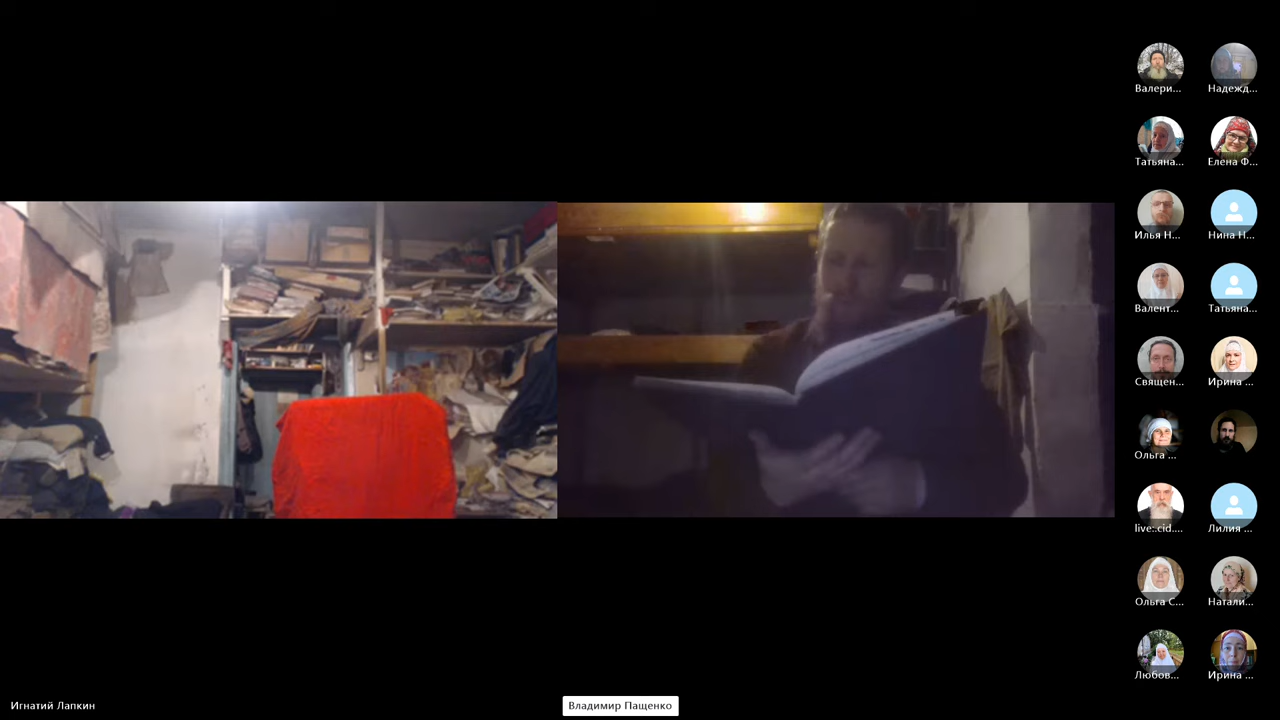 Валери...
Надежд...
Татьяна...
Елена Ф...
Илья Н...
Нина Н...
Валент...
Татьяна...
Священ...
Ирина ...
Ольга ...
live:.cid....
Лилия ...
Ольга С...
Натали...
Любов...
Ирина ...
Игнатий Лапкин
Владимир Пащенко